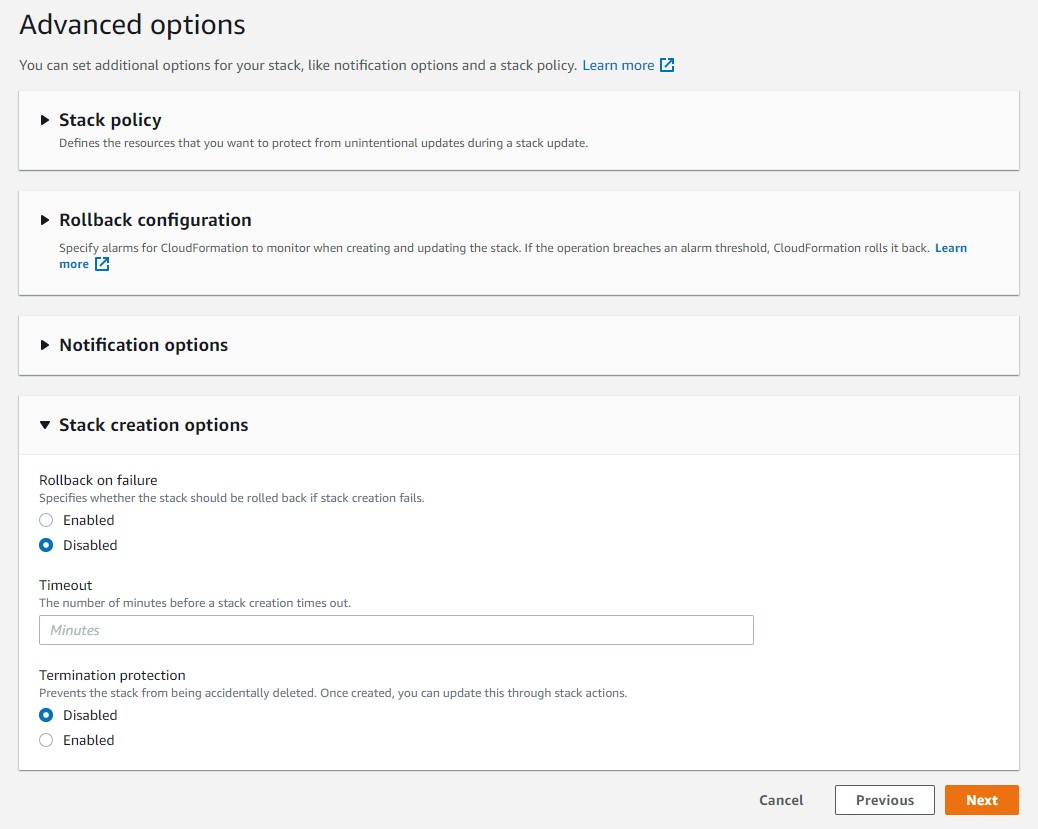 Advanced options
You can set additional options for your stack, like notification options and a stack policy. Learn more
Stack policy
Defines the resources that you want to protect from unintentional updates during a stack update.
Rollback configuration
Specify alarms for CloudFormation to monitor when creating and updating the stack. If the operation breaches an alarm threshold, CloudFormation rolls it back. Learn
more
Notification options
Stack creation options
Rollback on failure
Specifies whether the stack should be rolled back if stack creation fails.
Enabled
Disabled
Timeout
The number of minutes before a stack creation times out.
Minutes
Termination protection
Prevents the stack from being accidentally deleted. Once created, you can update this through stack actions.
Disabled
Enabled
Cancel Previous Next